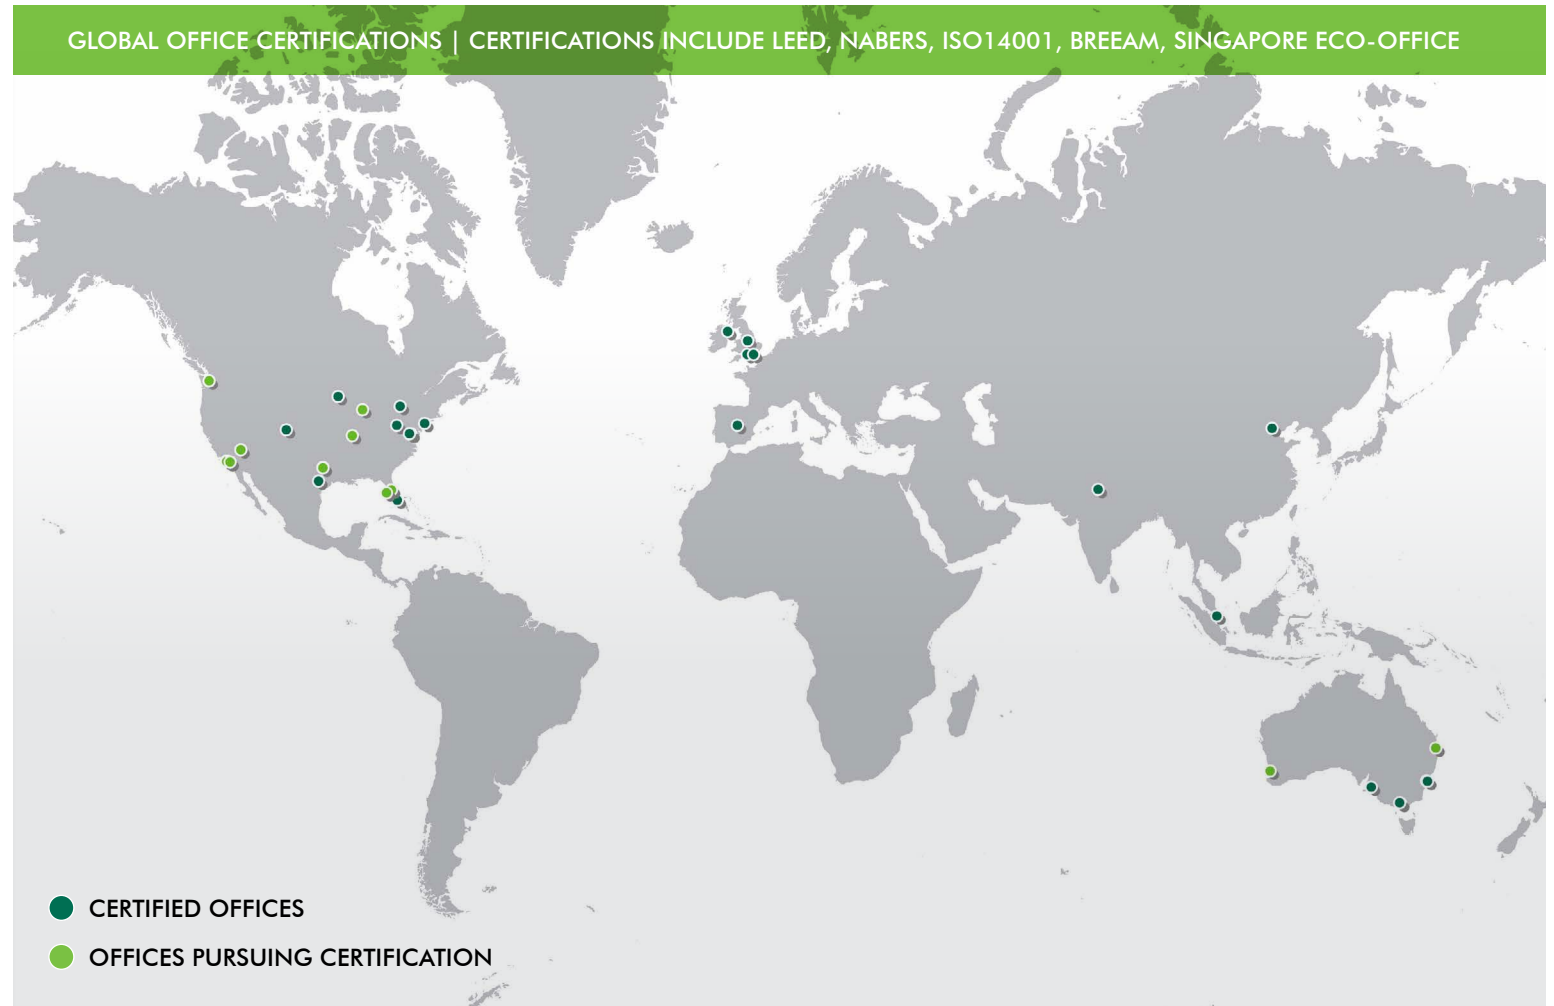 GLOBAL OFFICE CERTIFICATIONS | CERTIFICATIONS INCLUDE LEED, NABERS, ISO14001, BREEAM, SINGAPORE ECO-OFFICE
CERTIFIED OFFICES
OFFICES PURSUING CERTIFICATION